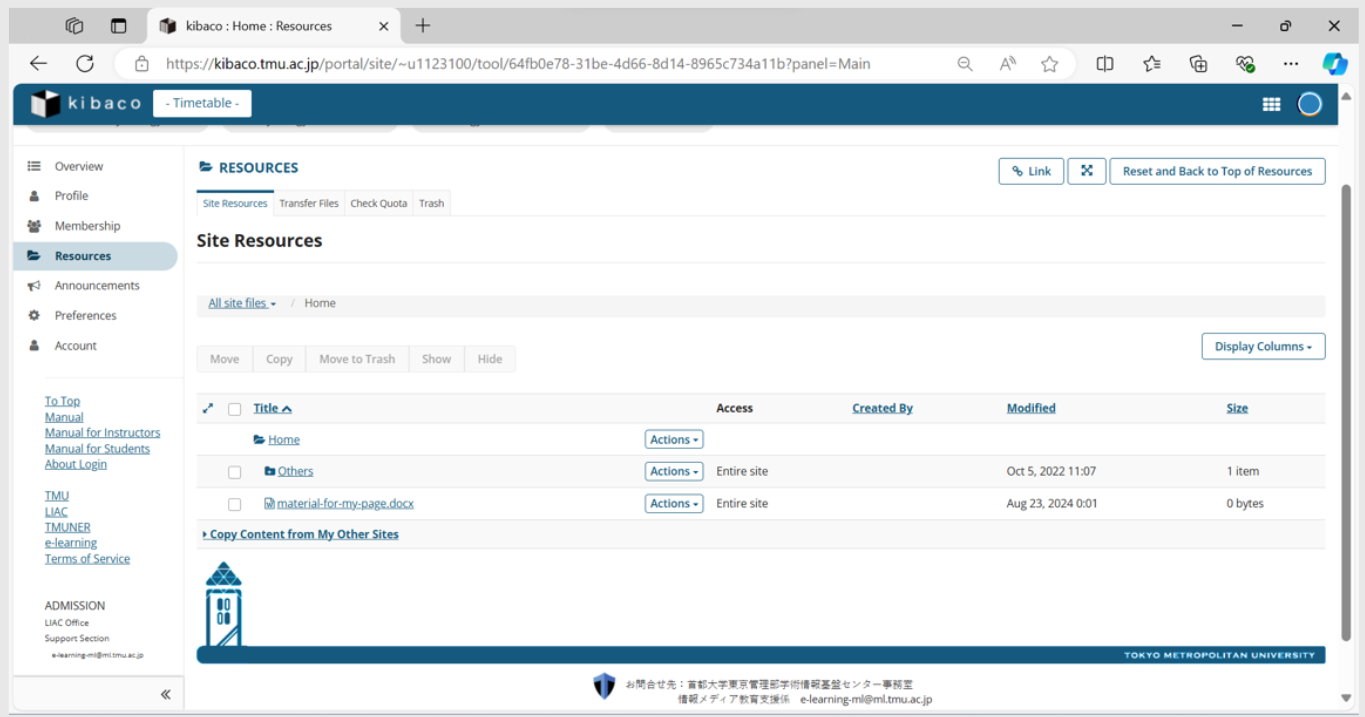 kibaco : Home : Resources
https://kibaco.tmu.ac.jp/portal/site/~u1123100/tool/64fb0e78-31be-4d66-8d14-8965c734a11b?panel=Main
kibaco - Timetable -
Overview
Profile
Membership
Resources
Announcements
Preferences
Account
To Top
Manual
Manual for Instructors
Manual for Students
About Login
TMU
LIAC
TMUNER
e-learning
Terms of Service
ADMISSION
LIAC Office
Support Section
e-learning-ml@ml.tmu.ac.jp
RESOURCES
Link Reset and Back to Top of Resources
Site Resources Transfer Files Check Quota Trash
Site Resources
All site files / Home
Display Columns
Move Copy Move to Trash Show Hide
Title Access Created By Modified Size
Home Actions
Others Actions Entire site Oct 5, 2022 11:07 1 item
material-for-my-page.docx Actions Entire site Aug 23, 2024 0:01 0 bytes
Copy Content from My Other Sites
TOKYO METROPOLITAN UNIVERSITY
お問合せ先：首都大学東京管理部学術情報基盤センター事務室
情報メディア教育支援係 e-learning-ml@ml.tmu.ac.jp